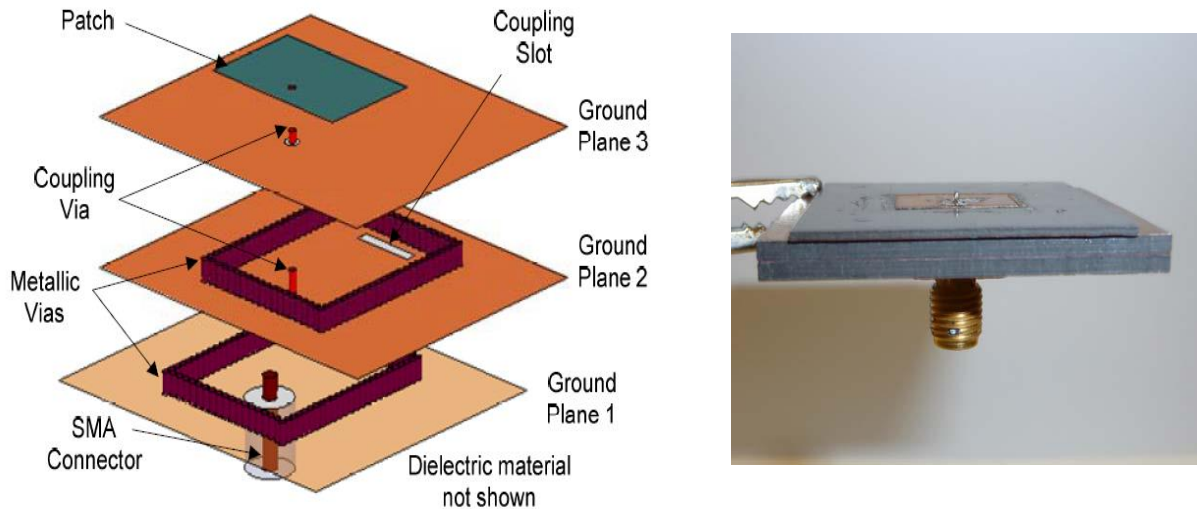 Patch
Coupling
Slot
Ground
Plane 3
Coupling
Via
Ground
Plane 2
Metallic
Vias
Ground
Plane 1
SMA
Connector
Dielectric material
not shown